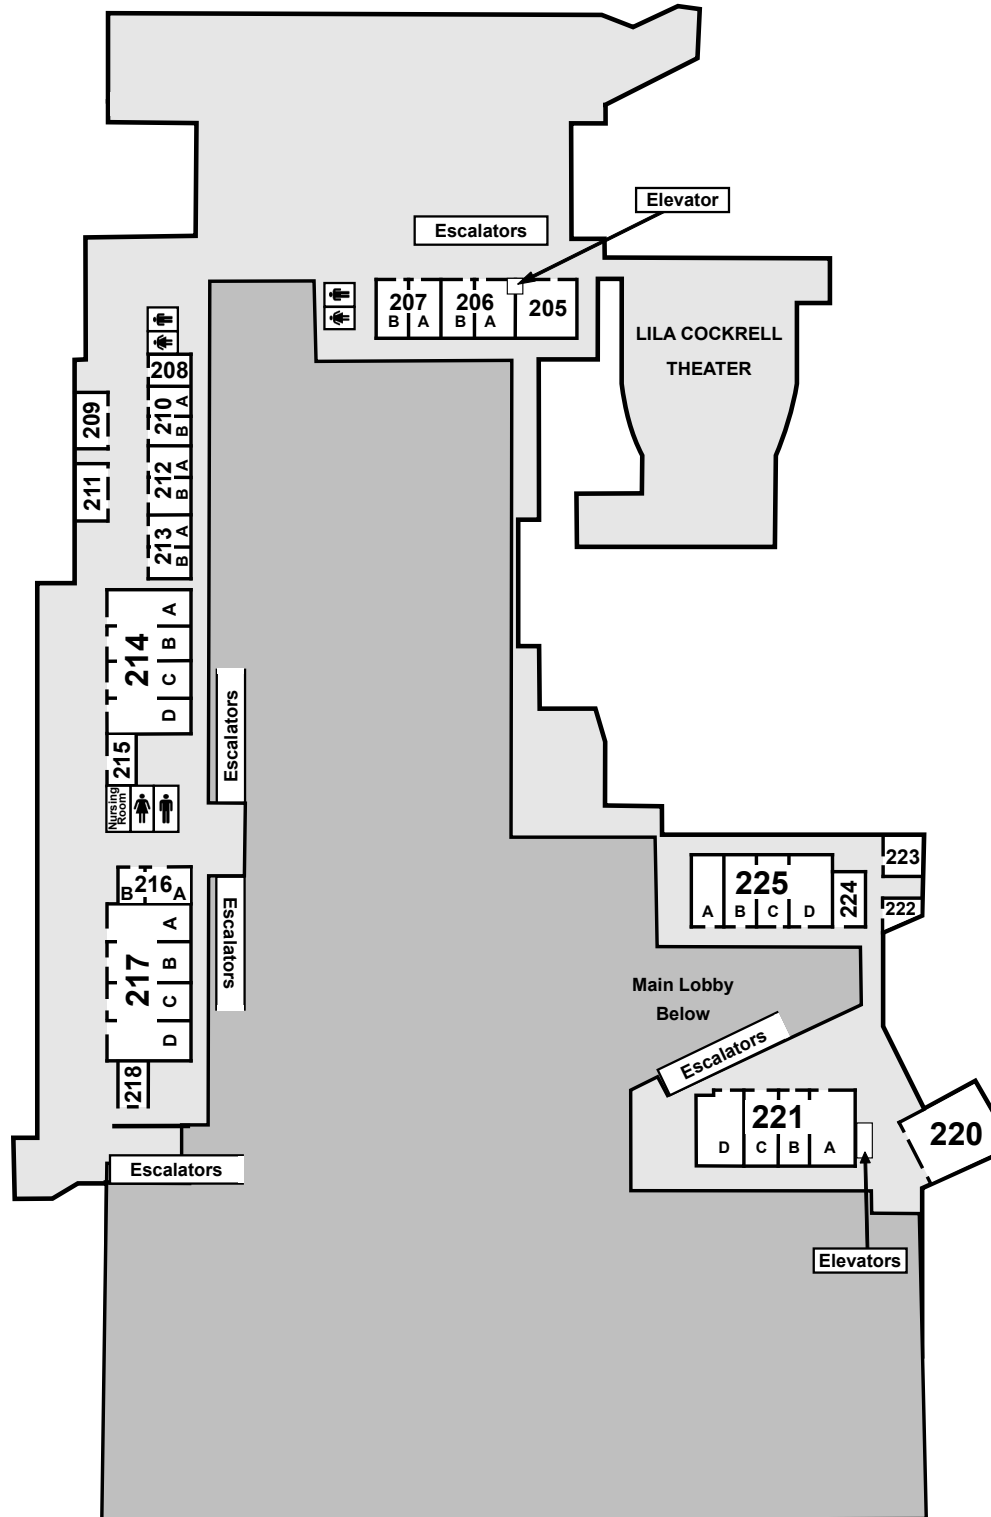 Elevator
Escalators
207
B A
206
B A
205
LILA COCKRELL
THEATER
208
209
210
A
B
211
212
A
B
213
A
B
214
A
B
C
D
Escalators
215
Nursing
Room
216
B A
217
A
B
C
D
Escalators
218
Escalators
223
225
A B C D
224
222
Main Lobby
Below
Escalators
221
D C B A
220
Elevators